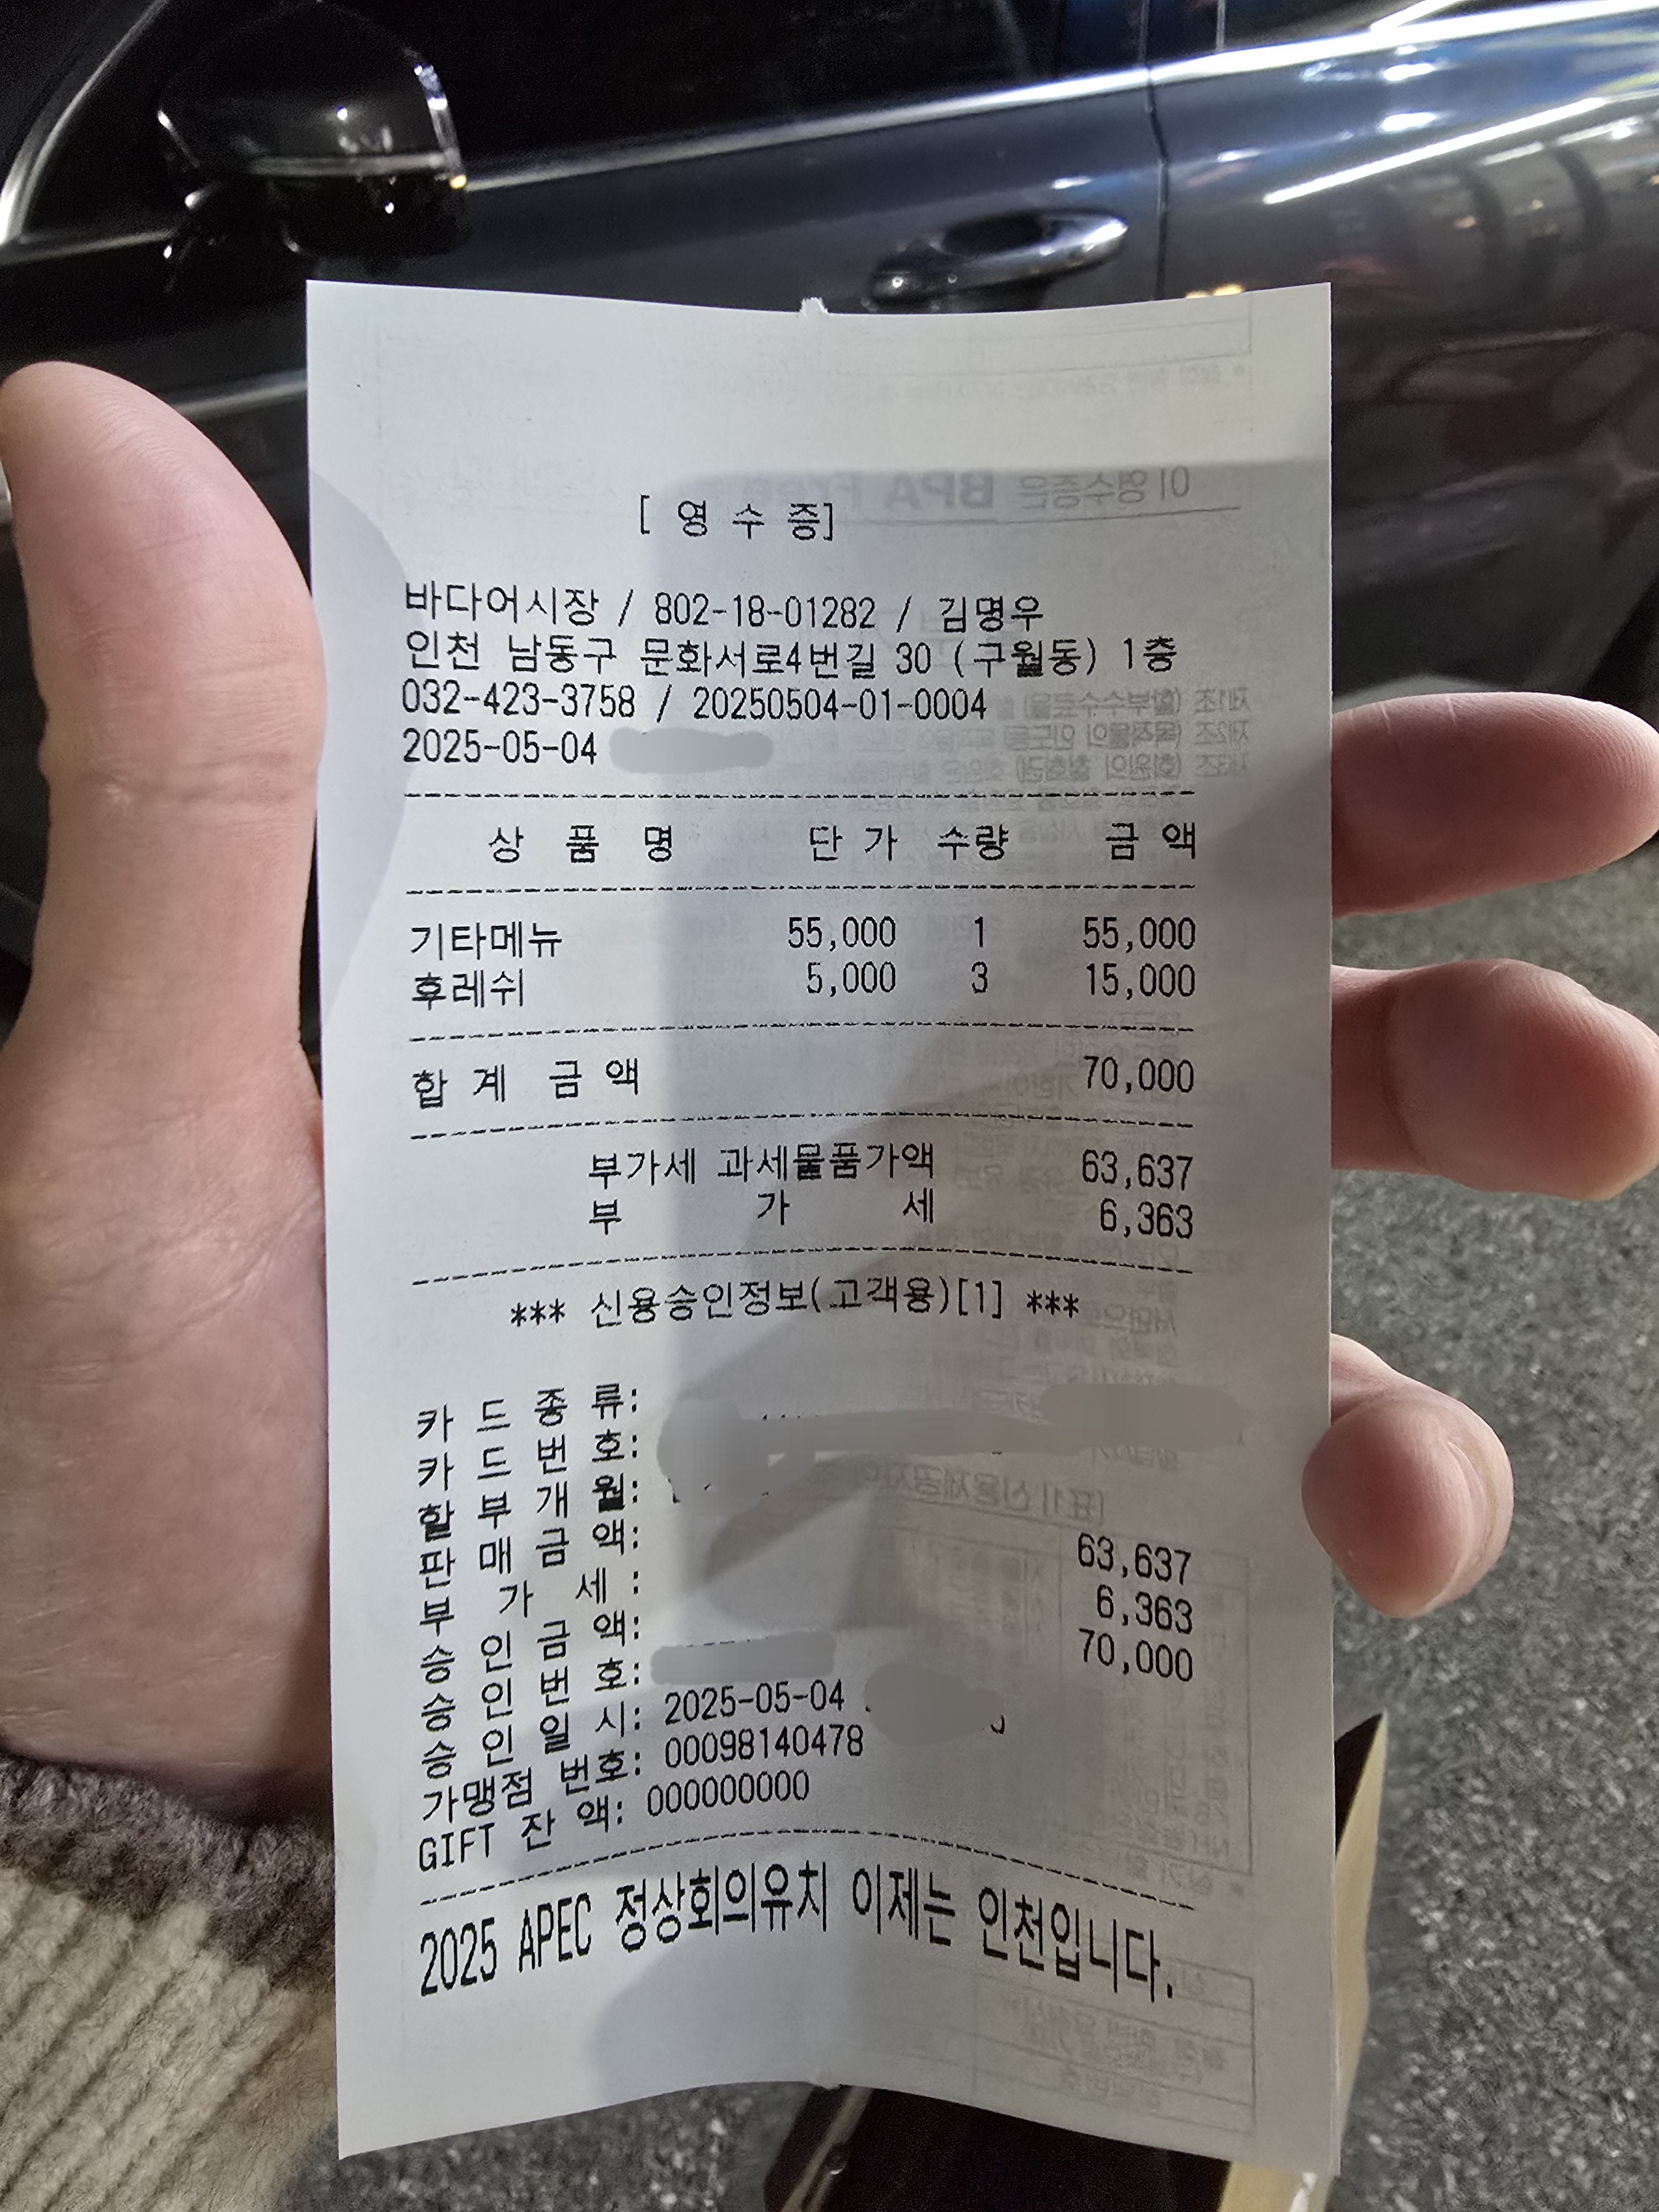 [ 영 수 증]
바다어시장 / 802-18-01282 / 김명우
인천 남동구 문화서로4번길 30 (구월동) 1층
032-423-3758 / 20250504-01-0004
2025-05-04
상 품 명 단 가 수량 금 액
기타메뉴 55,000 1 55,000
후레쉬 5,000 3 15,000
합 계 금 액 70,000
부가세 과세물품가액 63,637
부 가 세 6,363
*** 신용승인정보(고객용)[1] ***
카 드 종 류:
카 드 번 호:
할 부 개 월:
판 매 금 액: 63,637
부 가 세 : 6,363
승 인 금 액: 70,000
승 인 번 호:
승 인 일 시: 2025-05-04
가맹점 번호: 00098140478
GIFT 잔 액: 000000000
2025 APEC 정상회의유치 이제는 인천입니다.